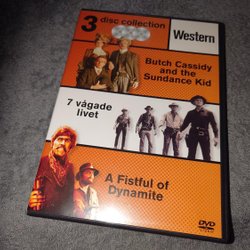 3 disc collection
Western
Butch Cassidy
and the
Sundance Kid
7 vågade
livet
A Fistful of
Dynamite
DVD